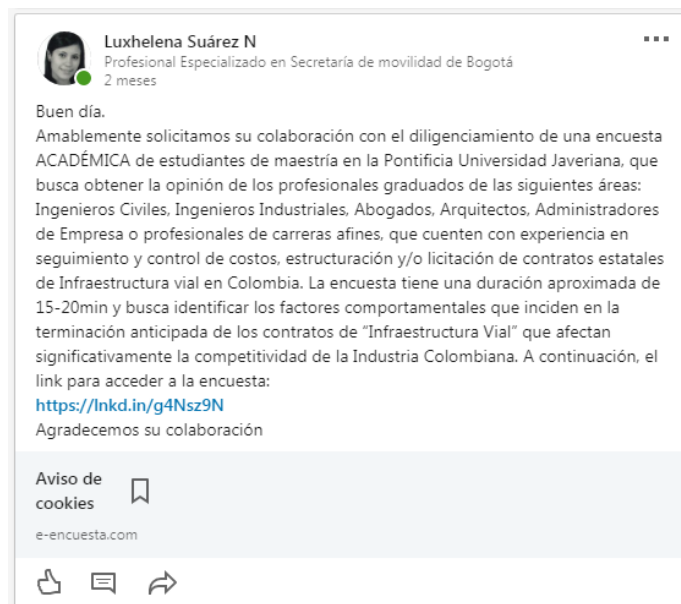 Luxhelena Suárez N
Profesional Especializado en Secretaría de movilidad de Bogotá
2 meses
Buen día.
Amablemente solicitamos su colaboración con el diligenciamiento de una encuesta
ACADÉMICA de estudiantes de maestría en la Pontificia Universidad Javeriana, que
busca obtener la opinión de los profesionales graduados de las siguientes áreas:
Ingenieros Civiles, Ingenieros Industriales, Abogados, Arquitectos, Administradores
de Empresa o profesionales de carreras afines, que cuenten con experiencia en
seguimiento y control de costos, estructuración y/o licitación de contratos estatales
de Infraestructura vial en Colombia. La encuesta tiene una duración aproximada de
15-20min y busca identificar los factores comportamentales que inciden en la
terminación anticipada de los contratos de "Infraestructura Vial" que afectan
significativamente la competitividad de la Industria Colombiana. A continuación, el
link para acceder a la encuesta:
https://lnkd.in/g4Nsz9N
Agradecemos su colaboración
Aviso de
cookies
e-encuesta.com